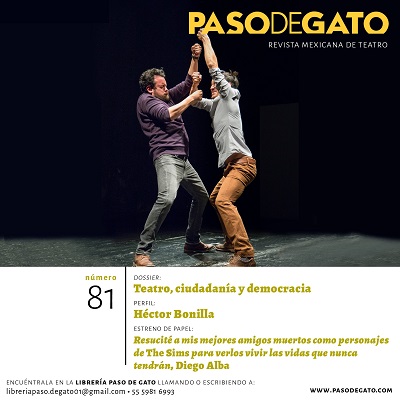 PASODEGATO
REVISTA MEXICANA DE TEATRO
número
81
DOSSIER:
Teatro, ciudadanía y democracia
PERFIL:
Héctor Bonilla
ESTRENO DE PAPEL:
Resucité a mis mejores amigos muertos como personajes
de The Sims para verlos vivir las vidas que nunca
tendrán, Diego Alba
ENCUÉNTRALA EN LA LIBRERÍA PASO DE GATO LLAMANDO O ESCRIBIENDO A:
libreriapaso.degato01@gmail.com • 55 5981 6993
WWW.PASODEGATO.COM